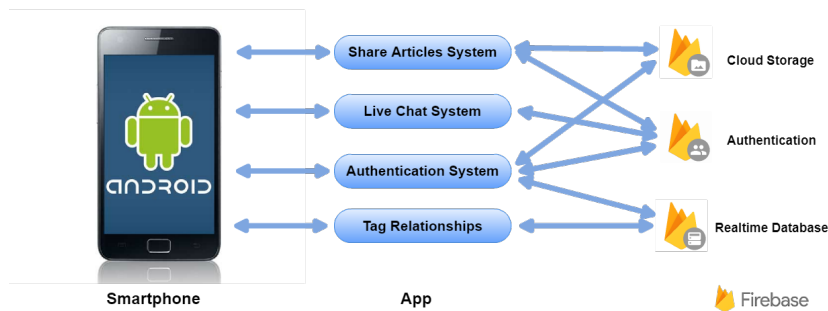 Share Articles System
Cloud Storage
Live Chat System
Authentication
Authentication System
ANDROID
Tag Relationships
Realtime Database
Smartphone
App
Firebase